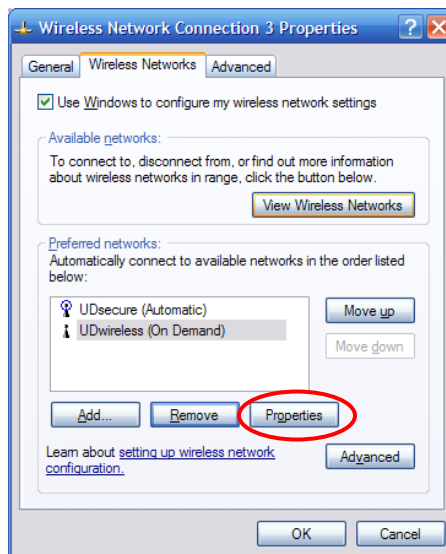 Wireless Network Connection 3 Properties
General Wireless Networks Advanced
Use Windows to configure my wireless network settings
Available networks:
To connect to, disconnect from, or find out more information
about wireless networks in range, click the button below.
View Wireless Networks
Preferred networks:
Automatically connect to available networks in the order listed
below:
UDsecure (Automatic)
Move up
UDwireless (On Demand)
Move down
Add... Remove Properties
Learn about setting up wireless network
configuration.
Advanced
OK Cancel